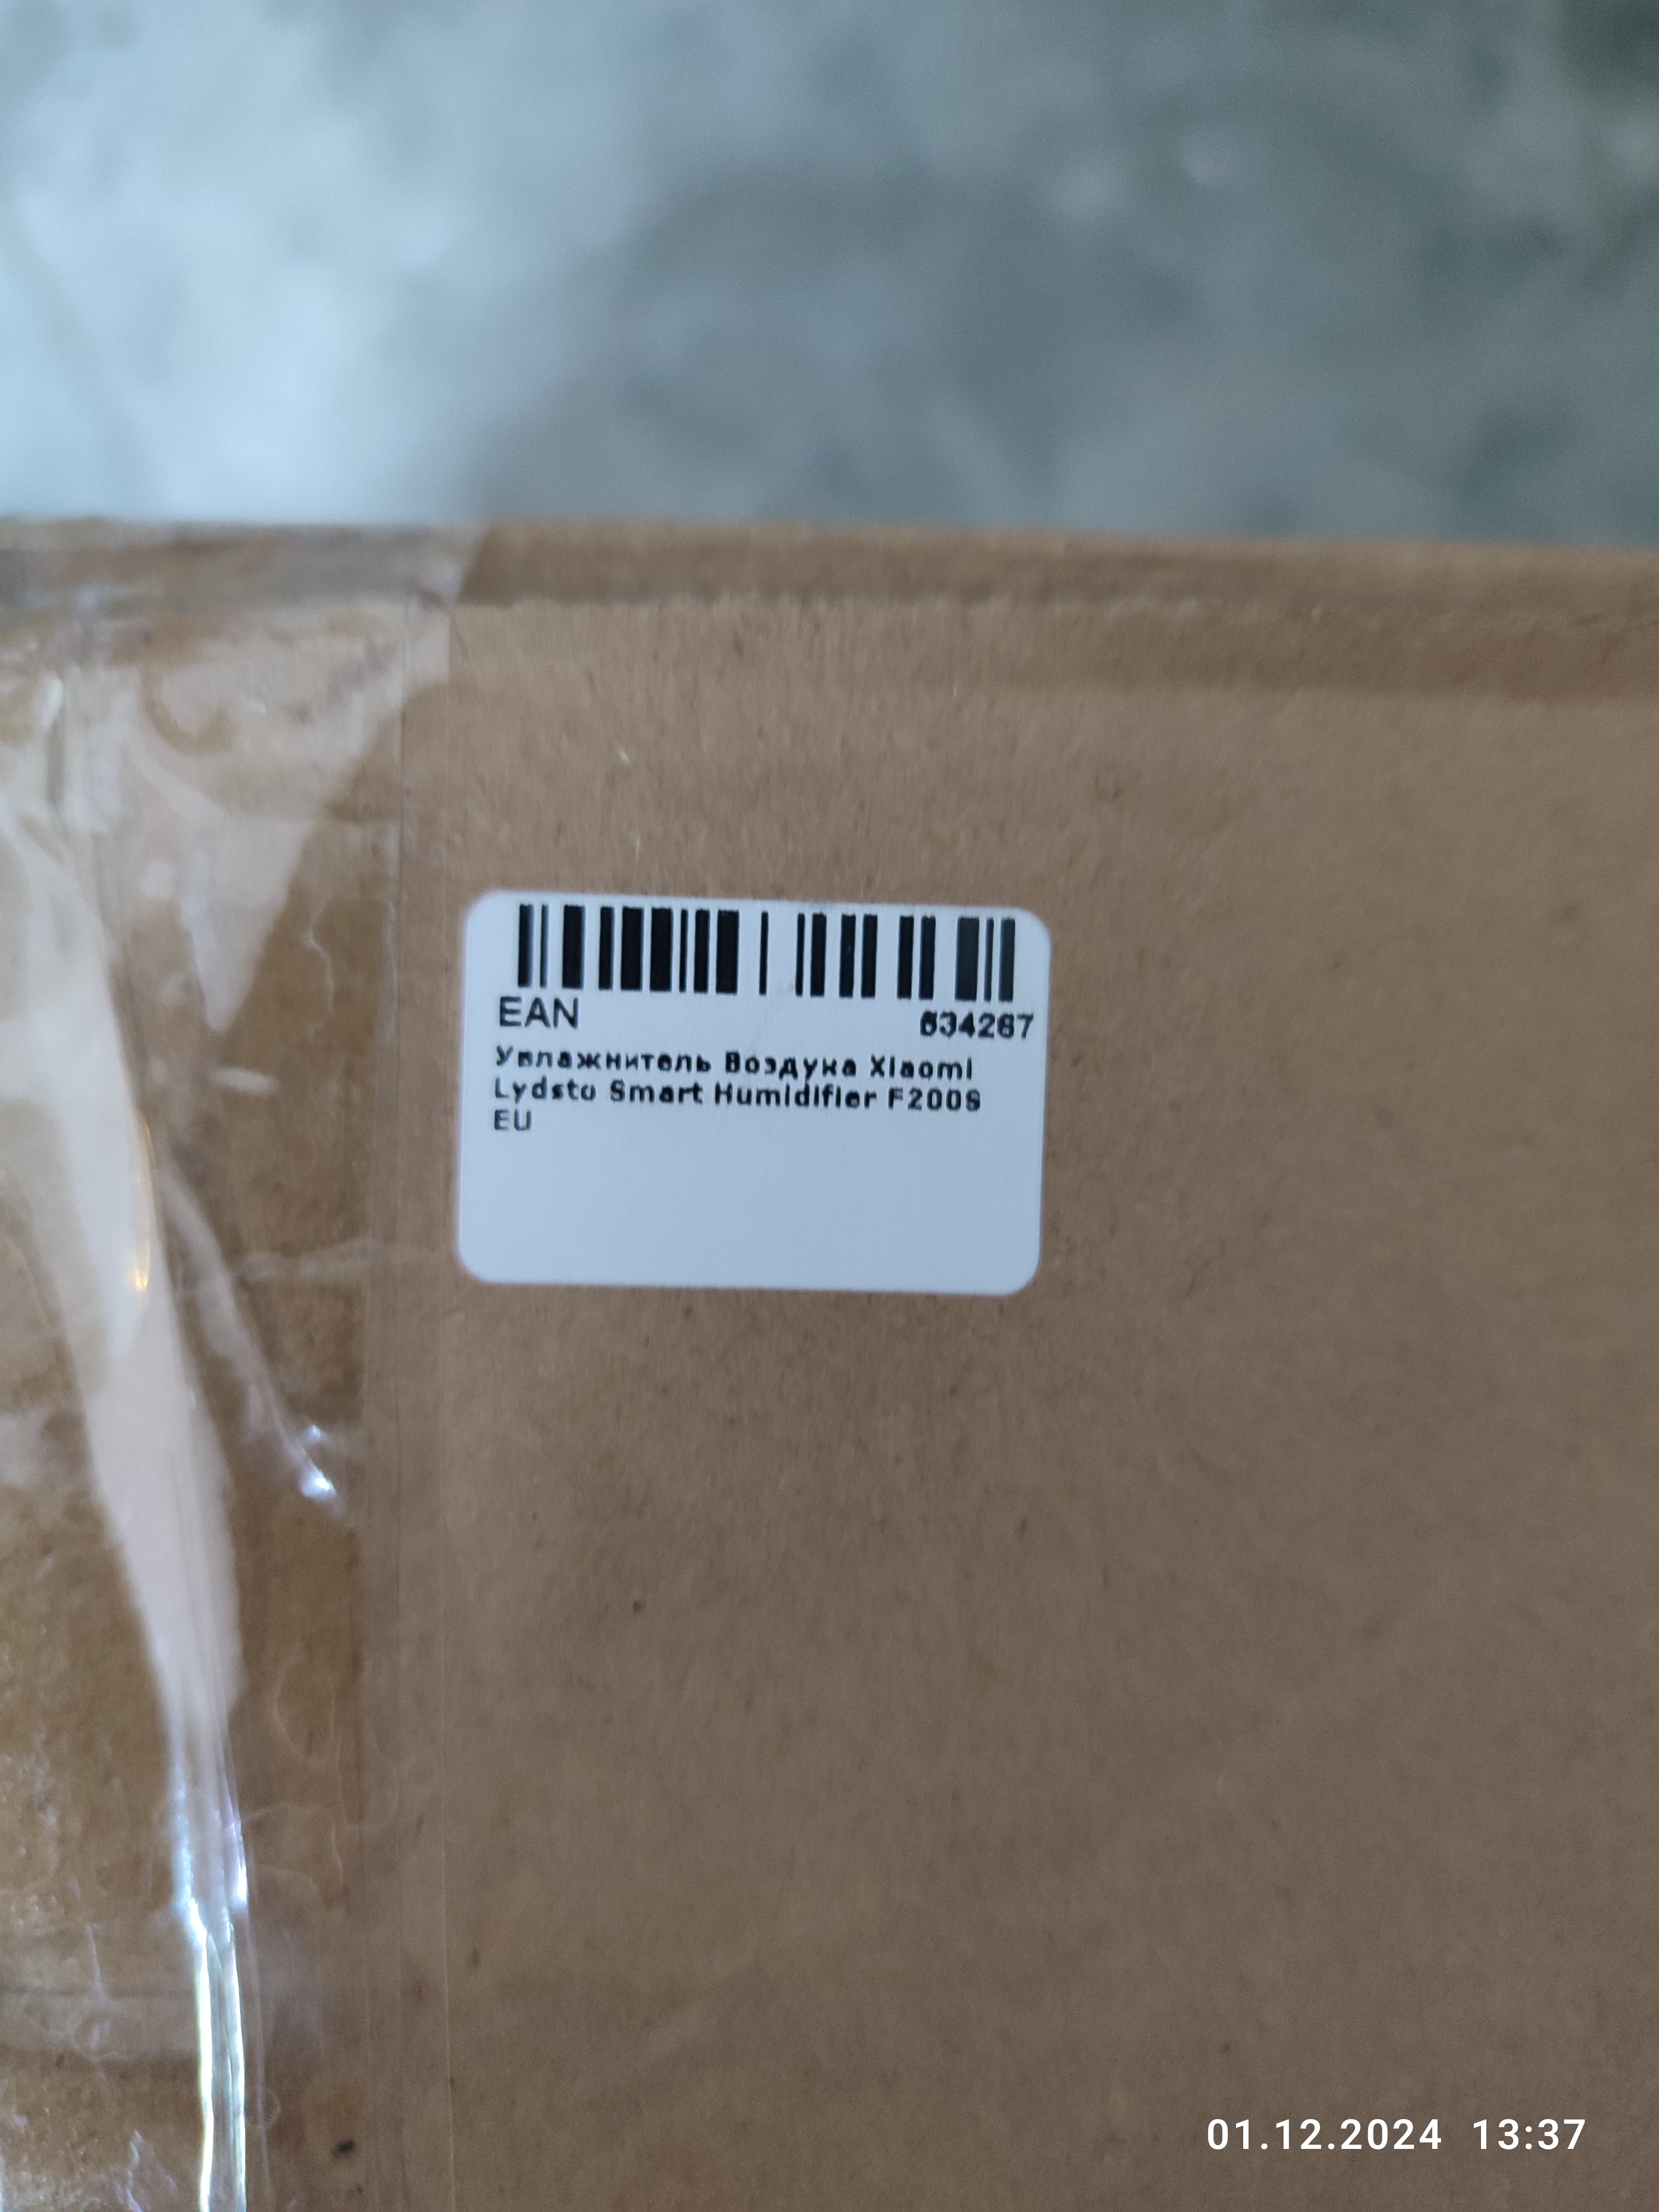 EAN
634267
Увлажнитель Воздуха Xiaomi
Lydsto Smart Humidifier F200S
EU
01.12.2024 13:37